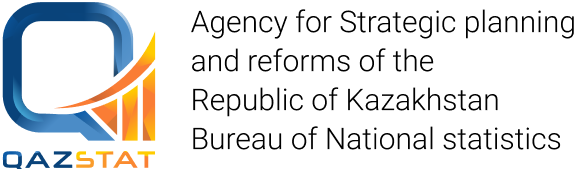 Agency for Strategic planning
and reforms of the
Republic of Kazakhstan
Bureau of National statistics
QAZSTAT